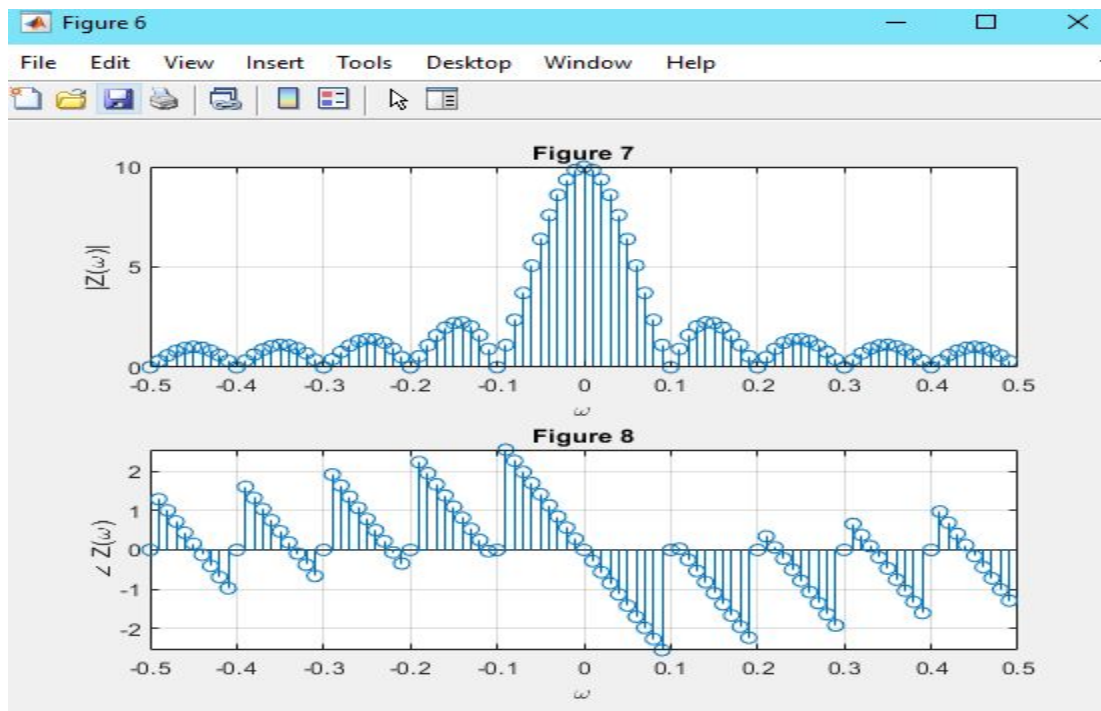 Figure 6
File Edit View Insert Tools Desktop Window Help
Figure 7
10
5
0
|Z(ω)|
-0.5 -0.4 -0.3 -0.2 -0.1 0 0.1 0.2 0.3 0.4 0.5
ω
Figure 8
2
1
0
-1
-2
∠ Z(ω)
-0.5 -0.4 -0.3 -0.2 -0.1 0 0.1 0.2 0.3 0.4 0.5
ω